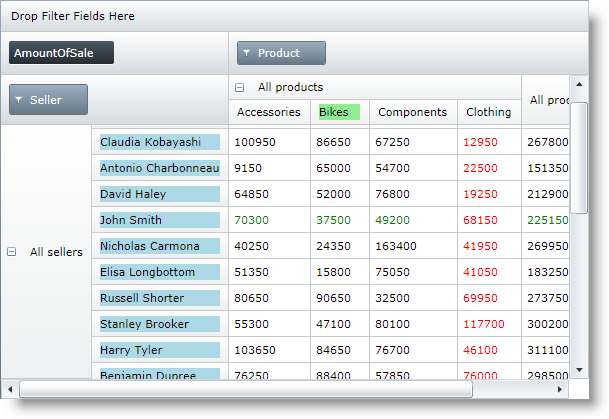 Drop Filter Fields Here
AmountOfSale Product
Seller All products All prod
Accessories Bikes Components Clothing
All sellers
Claudia Kobayashi 100950 86650 67250 12950 267800
Antonio Charbonneau 9150 65000 54700 22500 151350
David Haley 64850 52000 76800 19250 212900
John Smith 70300 37500 49200 68150 225150
Nicholas Carmona 40250 24350 163400 41950 269950
Elisa Longbottom 51350 15800 75050 41050 183250
Russell Shorter 80650 90650 32500 69950 273750
Stanley Brooker 55300 47100 80100 117700 300200
Harry Tyler 103650 84650 76700 46100 311100
Benjamin Dupree 76250 88400 57850 76000 298500